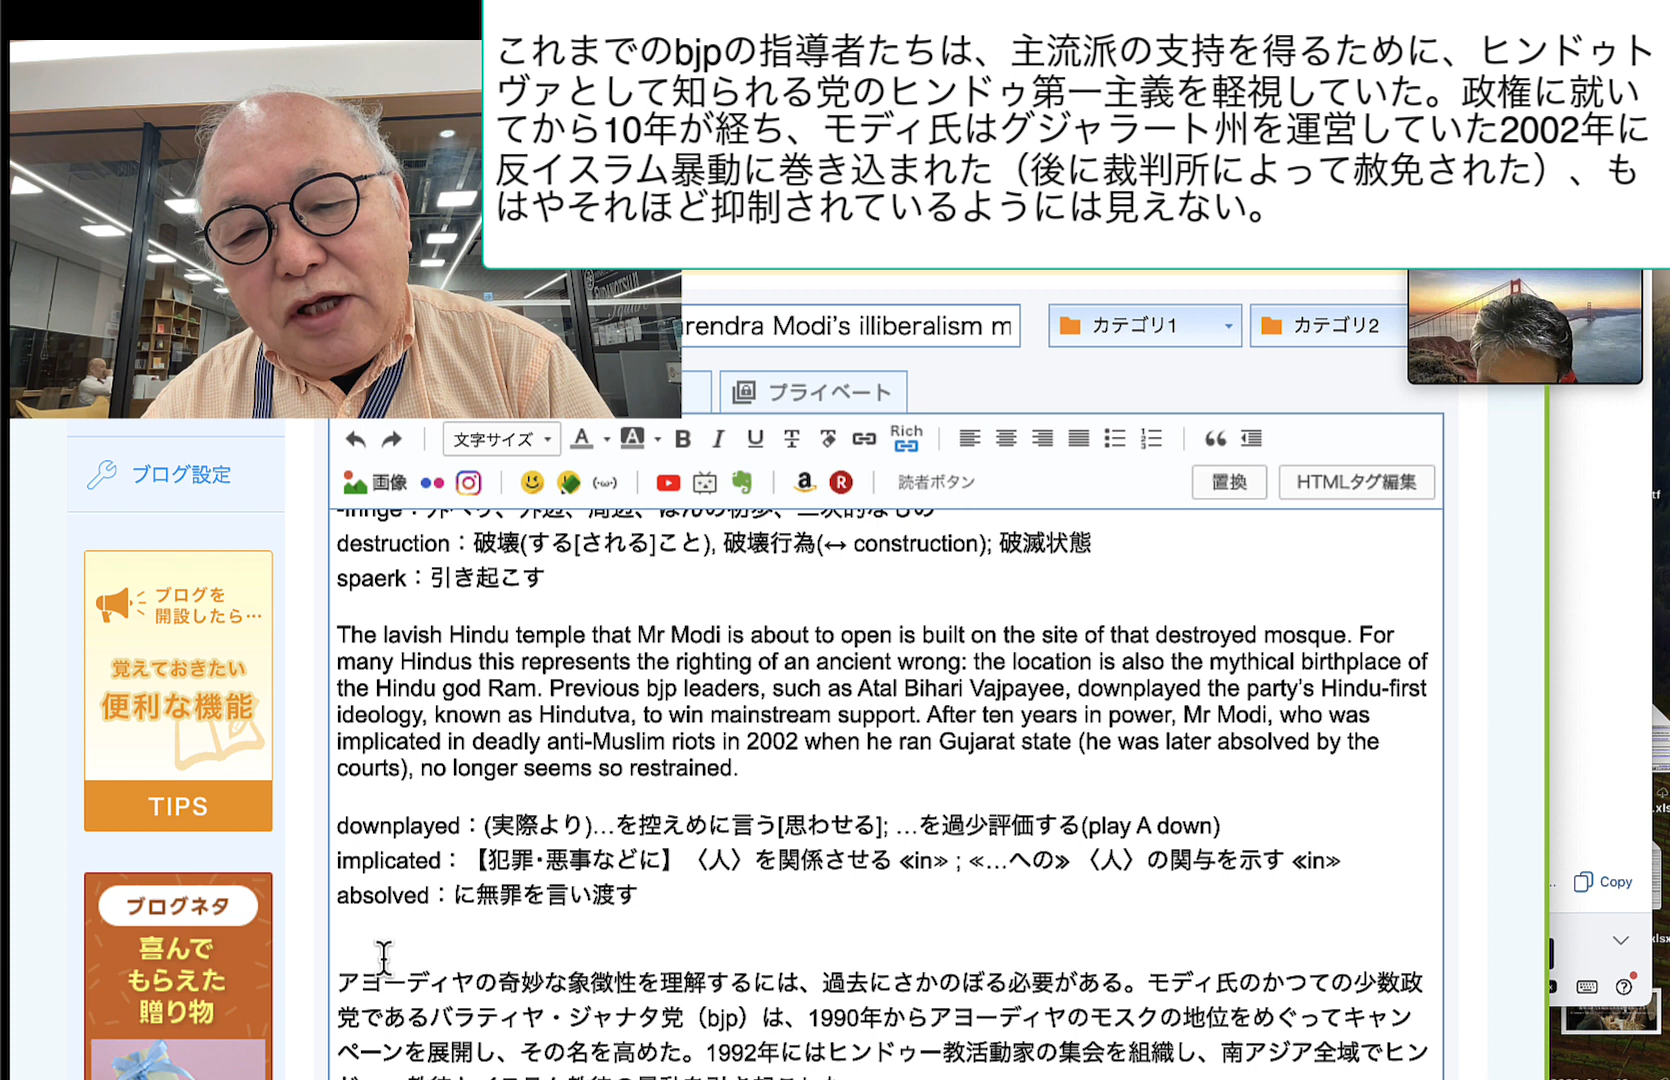 これまでのbjpの指導者たちは、主流派の支持を得るために、ヒンドゥト
ヴァとして知られる党のヒンドゥ第一主義を軽視していた。政権に就い
てから10年が経ち、モディ氏はグジャラート州を運営していた2002年に
反イスラム暴動に巻き込まれた（後に裁判所によって赦免された）、も
はやそれほど抑制されているようには見えない。
rendra Modi's illiberalism m
カテゴリ1
カテゴリ2
プライベート
文字サイズ
A
A
B
I
U
T
Rich
画像
a
R
読者ボタン
置換
HTMLタグ編集
ブログ設定
ブログを
開設したら…
覚えておきたい
便利な機能
TIPS
ブログネタ
喜んで
もらえた
贈り物
destruction：破壊(する[される]こと), 破壊行為(↔ construction); 破滅状態
spaerk：引き起こす
The lavish Hindu temple that Mr Modi is about to open is built on the site of that destroyed mosque. For
many Hindus this represents the righting of an ancient wrong: the location is also the mythical birthplace of
the Hindu god Ram. Previous bjp leaders, such as Atal Bihari Vajpayee, downplayed the party's Hindu-first
ideology, known as Hindutva, to win mainstream support. After ten years in power, Mr Modi, who was
implicated in deadly anti-Muslim riots in 2002 when he ran Gujarat state (he was later absolved by the
courts), no longer seems so restrained.
downplayed：(実際より)…を控えめに言う[思わせる]; …を過少評価する(play A down)
implicated：【犯罪･悪事などに】〈人〉を関係させる ≪in≫ ; ≪…への≫ 〈人〉の関与を示す ≪in≫
absolved：に無罪を言い渡す
アヨーディヤの奇妙な象徴性を理解するには、過去にさかのぼる必要がある。モディ氏のかつての少数政
党であるバラティヤ・ジャナタ党（bjp）は、1990年からアヨーディヤのモスクの地位をめぐってキャン
ペーンを展開し、その名を高めた。1992年にはヒンドゥー教活動家の集会を組織し、南アジア全域でヒン
Copy